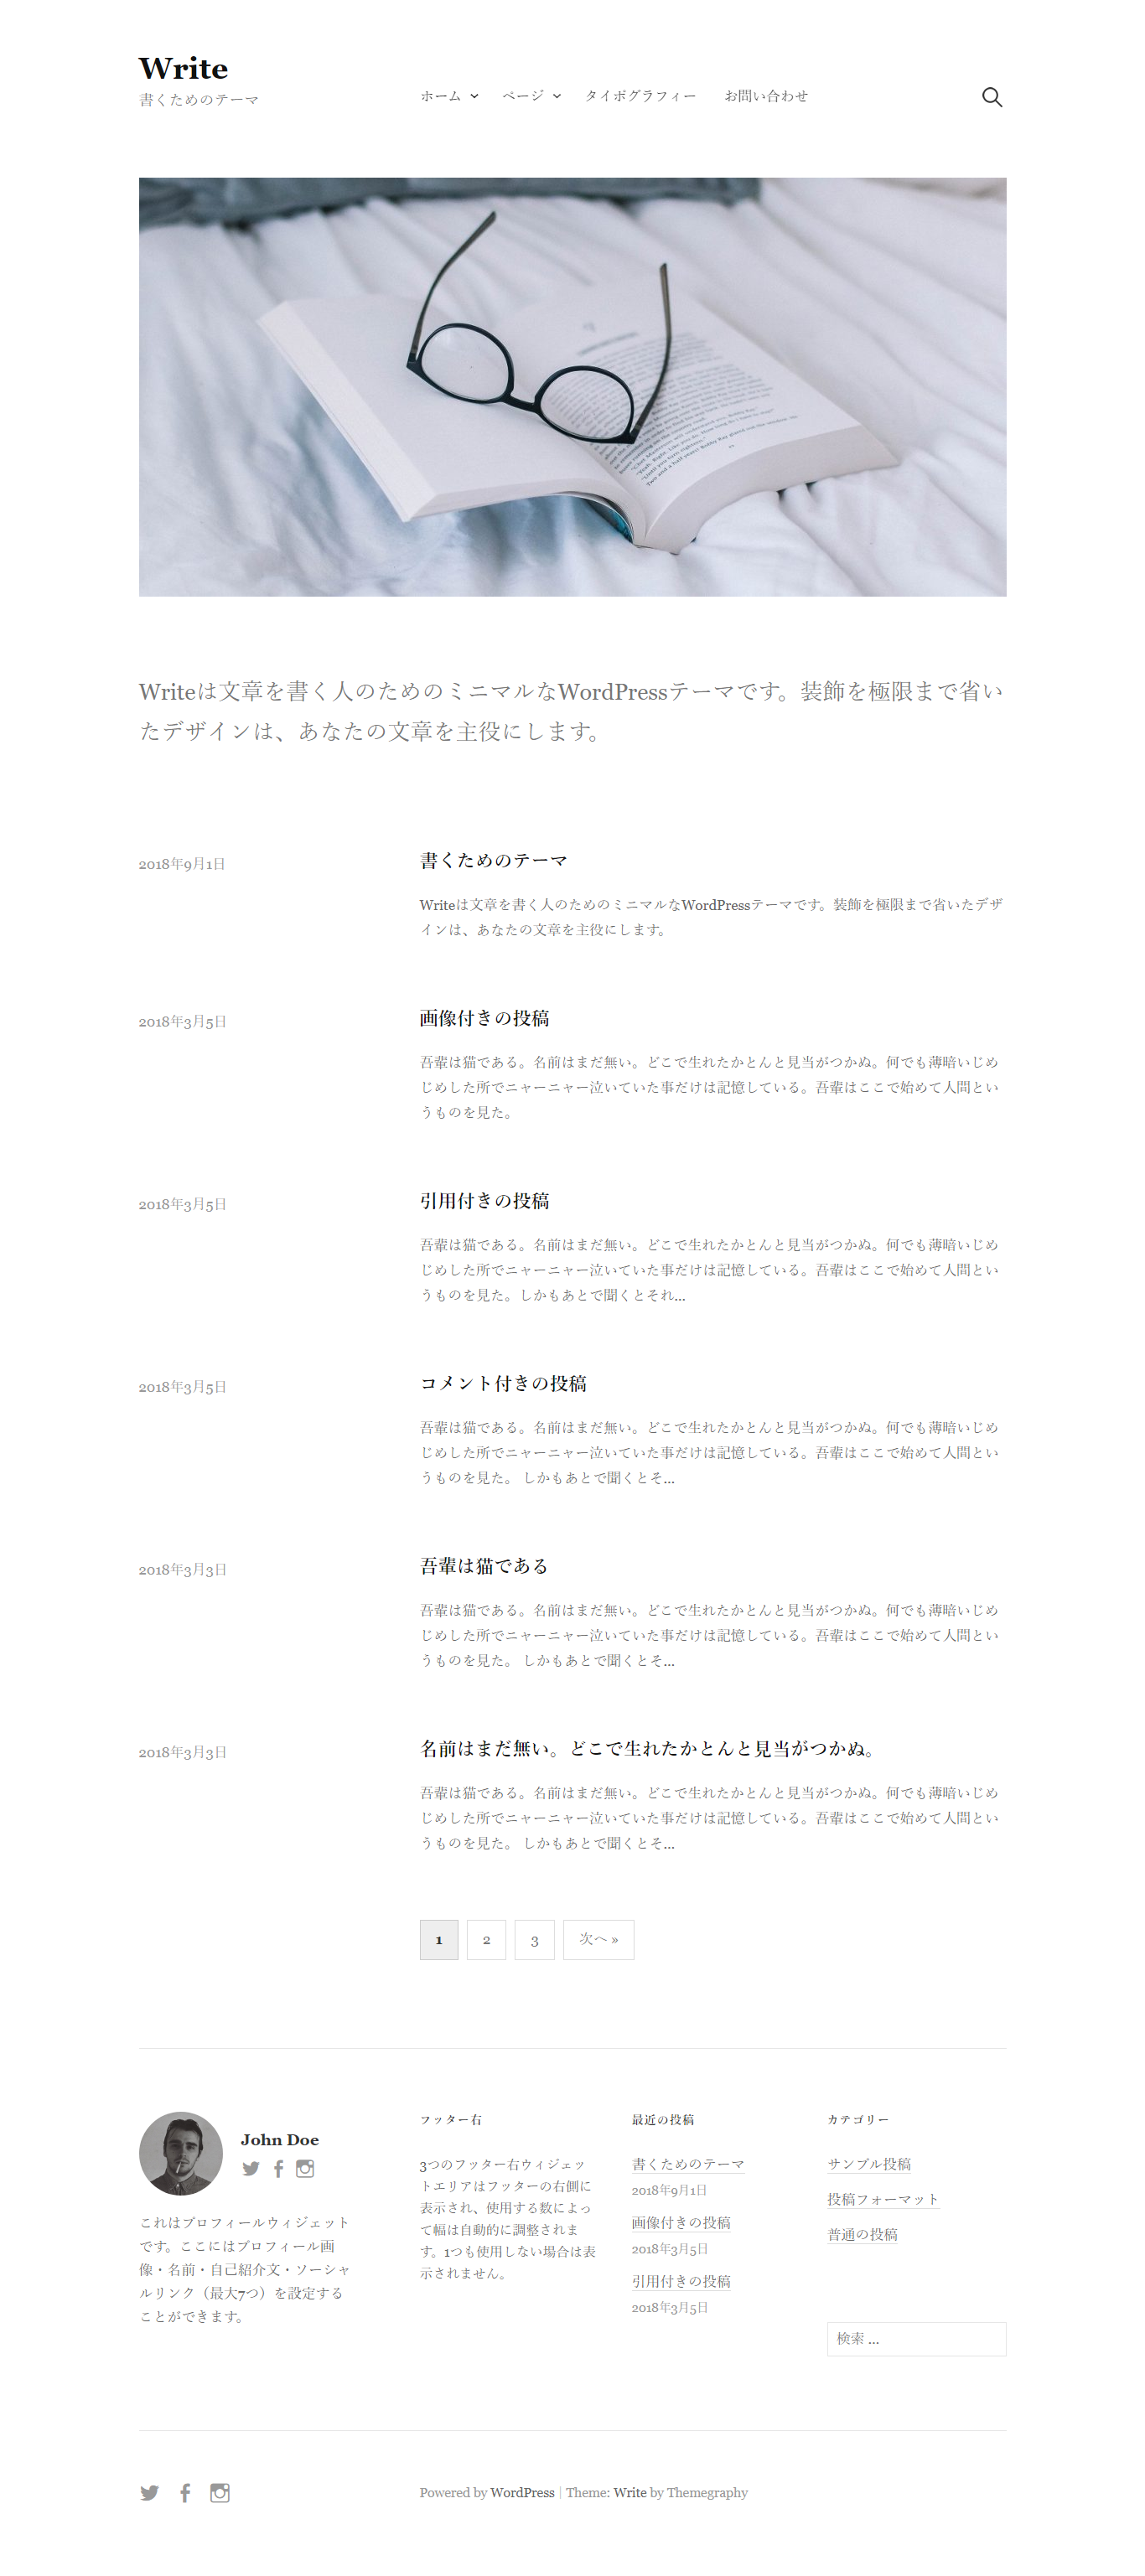 Write
書くためのテーマ
ホーム ページ タイポグラフィー お問い合わせ
Writeは文章を書く人のためのミニマルなWordPressテーマです。装飾を極限まで省い
たデザインは、あなたの文章を主役にします。
2018年9月1日
書くためのテーマ
Writeは文章を書く人のためのミニマルなWordPressテーマです。装飾を極限まで省いたデザ
インは、あなたの文章を主役にします。
2018年3月5日
画像付きの投稿
吾輩は猫である。名前はまだ無い。どこで生れたかとんと見当がつかぬ。何でも薄暗いじめ
じめした所でニャーニャー泣いていた事だけは記憶している。吾輩はここで始めて人間とい
うものを見た。
2018年3月5日
引用付きの投稿
吾輩は猫である。名前はまだ無い。どこで生れたかとんと見当がつかぬ。何でも薄暗いじめ
じめした所でニャーニャー泣いていた事だけは記憶している。吾輩はここで始めて人間とい
うものを見た。しかもあとで聞くとそれ...
2018年3月5日
コメント付きの投稿
吾輩は猫である。名前はまだ無い。どこで生れたかとんと見当がつかぬ。何でも薄暗いじめ
じめした所でニャーニャー泣いていた事だけは記憶している。吾輩はここで始めて人間とい
うものを見た。 しかもあとで聞くとそ...
2018年3月3日
吾輩は猫である
吾輩は猫である。名前はまだ無い。どこで生れたかとんと見当がつかぬ。何でも薄暗いじめ
じめした所でニャーニャー泣いていた事だけは記憶している。吾輩はここで始めて人間とい
うものを見た。 しかもあとで聞くとそ...
2018年3月3日
名前はまだ無い。どこで生れたかとんと見当がつかぬ。
吾輩は猫である。名前はまだ無い。どこで生れたかとんと見当がつかぬ。何でも薄暗いじめ
じめした所でニャーニャー泣いていた事だけは記憶している。吾輩はここで始めて人間とい
うものを見た。 しかもあとで聞くとそ...
1 2 3 次へ »
John Doe
これはプロフィールウィジェット
です。ここにはプロフィール画
像・名前・自己紹介文・ソーシャ
ルリンク（最大7つ）を設定する
ことができます。
フッター右
3つのフッター右ウィジェッ
トエリアはフッターの右側に
表示され、使用する数によっ
て幅は自動的に調整されま
す。1つも使用しない場合は表
示されません。
最近の投稿
書くためのテーマ
2018年9月1日
画像付きの投稿
2018年3月5日
引用付きの投稿
2018年3月5日
カテゴリー
サンプル投稿
投稿フォーマット
普通の投稿
検索 ...
Powered by WordPress | Theme: Write by Themegraphy